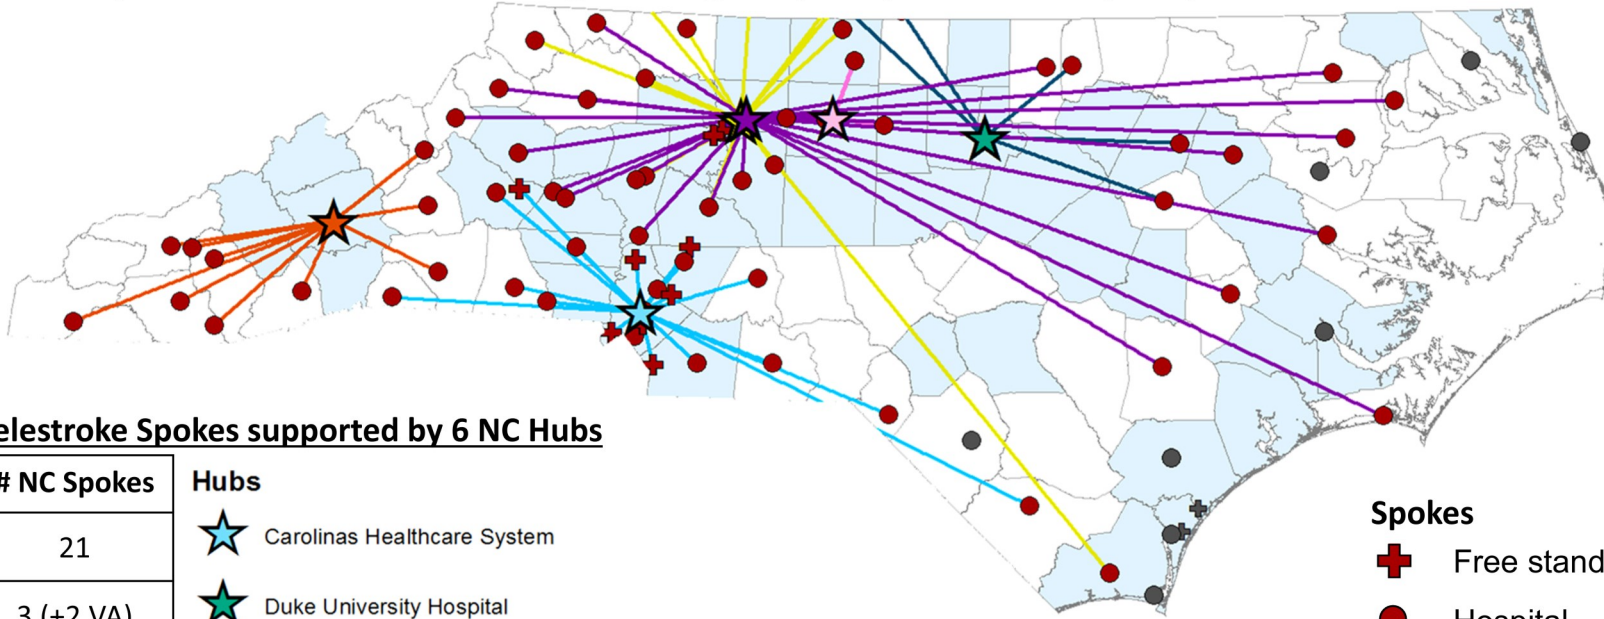 elestroke Spokes supported by 6 NC Hubs
# NC Spokes
Hubs
21
Carolinas Healthcare System
3 (+2 VA)
Duke University Hospital
Spokes
Free stand
Hospital